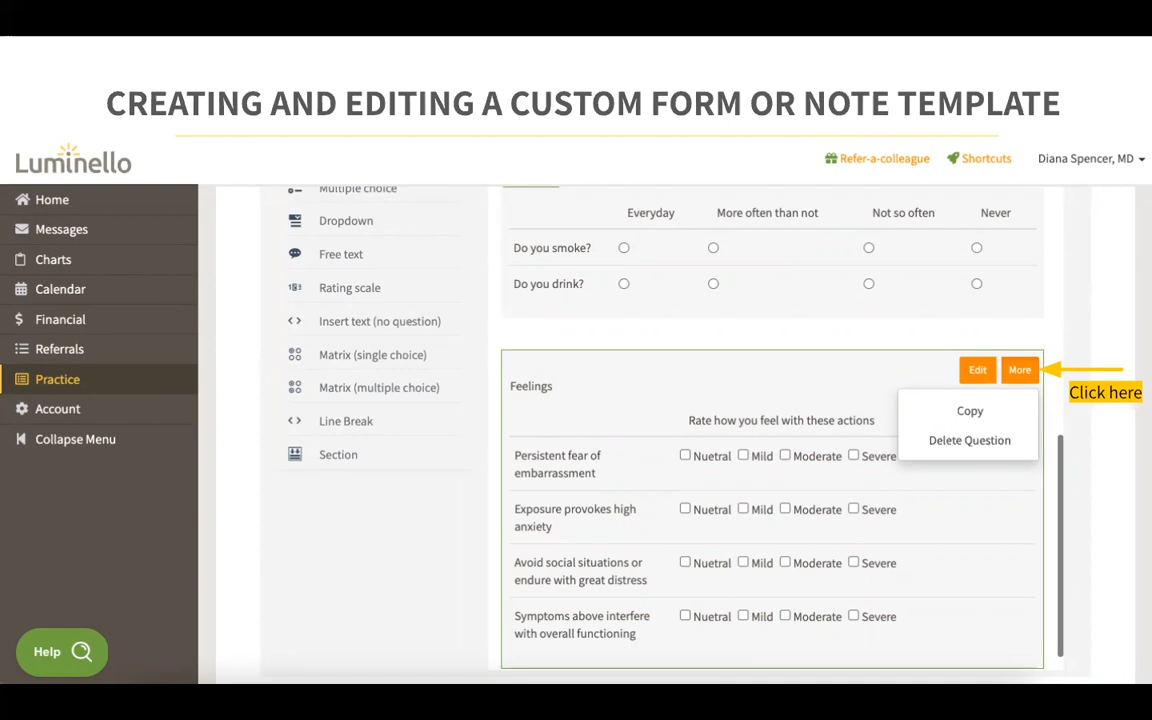 CREATING AND EDITING A CUSTOM FORM OR NOTE TEMPLATE
Luminello
Refer-a-colleague
Shortcuts
Diana Spencer, MD
Home
Messages
Charts
Calendar
Financial
Referrals
Practice
Account
Collapse Menu
Help
Multiple choice
Dropdown
Free text
Rating scale
Insert text (no question)
Matrix (single choice)
Matrix (multiple choice)
Line Break
Section
Everyday More often than not Not so often Never
Do you smoke?
Do you drink?
Edit More
Click here
Feelings
Copy
Delete Question
Rate how you feel with these actions
Persistent fear of
embarrassment
Nuetral Mild Moderate Severe
Exposure provokes high
anxiety
Nuetral Mild Moderate Severe
Avoid social situations or
endure with great distress
Nuetral Mild Moderate Severe
Symptoms above interfere
with overall functioning
Nuetral Mild Moderate Severe